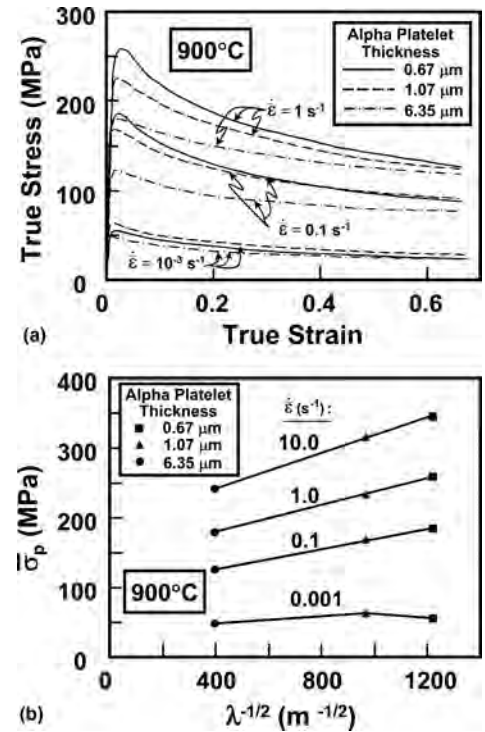 900°C
Alpha Platelet
Thickness
0.67 µm
1.07 µm
6.35 µm
True Stress (MPa)
300
250
200
150
100
50
0
ε̇ = 1 s⁻¹
ε̇ = 0.1 s⁻¹
ε̇ = 10⁻³ s⁻¹
0
0.2
0.4
0.6
True Strain
(a)
Alpha Platelet
Thickness
0.67 µm
1.07 µm
6.35 µm
ε̇ (s⁻¹) :
10.0
1.0
0.1
0.001
900°C
σ̄p (MPa)
400
300
200
100
0
0
400
800
1200
λ⁻¹/² (m ⁻¹/²)
(b)